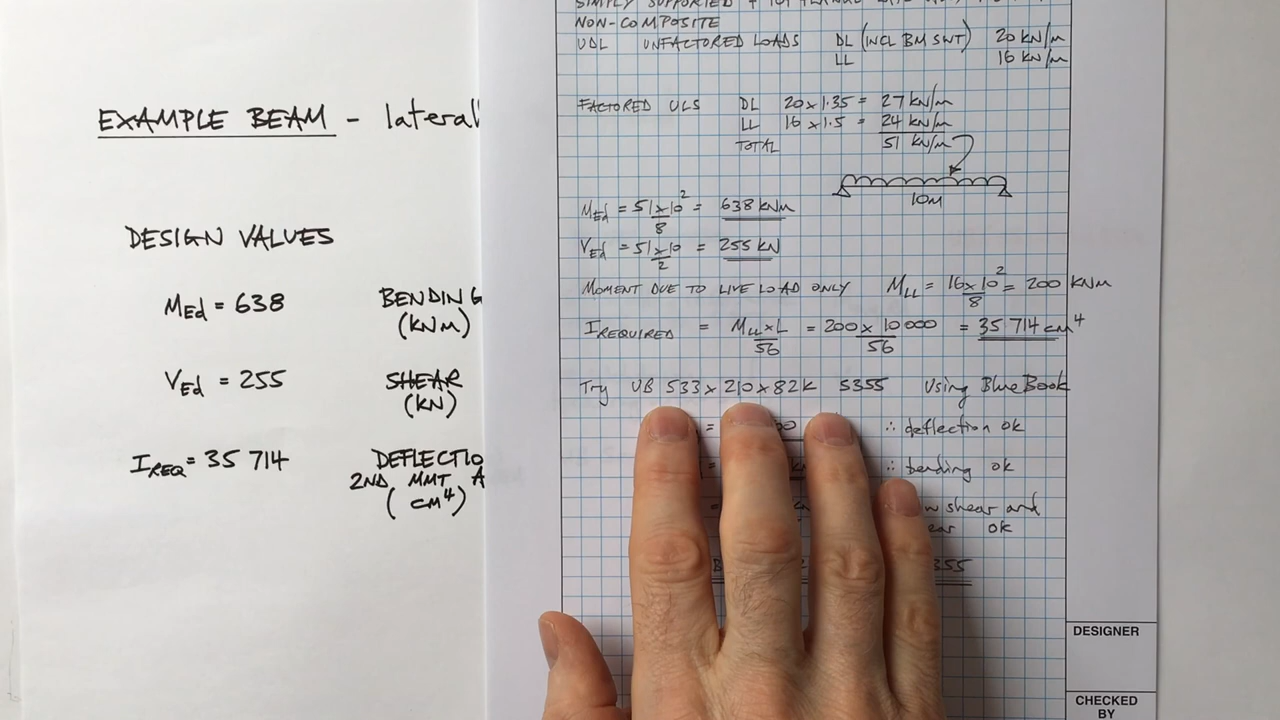 EXAMPLE BEAM - lateral
DESIGN VALUES
MEd = 638 BENDING
(KNM)
VEd = 255 SHEAR
(KN)
IREQ = 35 714 DEFLECTIO
2ND MMT A
(CM⁴)
SIMPLY SUPPORTED +
NON-COMPOSITE
UDL UNFACTORED LOADS DL (INCL BM SWT) 20 KN/M
LL 16 KN/M
FACTORED ULS DL 20 x 1.35 = 27 KN/M
LL 16 x 1.5 = 24 KN/M
TOTAL 51 KN/M
10M
MEd = 51 x 10² / 8 = 638 KNM
VEd = 51 x 10 / 2 = 255 KN
MOMENT DUE TO LIVE LOAD ONLY MLL = 16 x 10² / 8 = 200 KNM
IREQUIRED = MLL x L / 56 = 200 x 10 000 / 56 = 35 714 cm⁴
Try UB 533 x 210 x 82K S355 Using Blue Book
= ∴ deflection OK
= ∴ bending OK
= shear and
OK
355
DESIGNER
CHECKED
BY